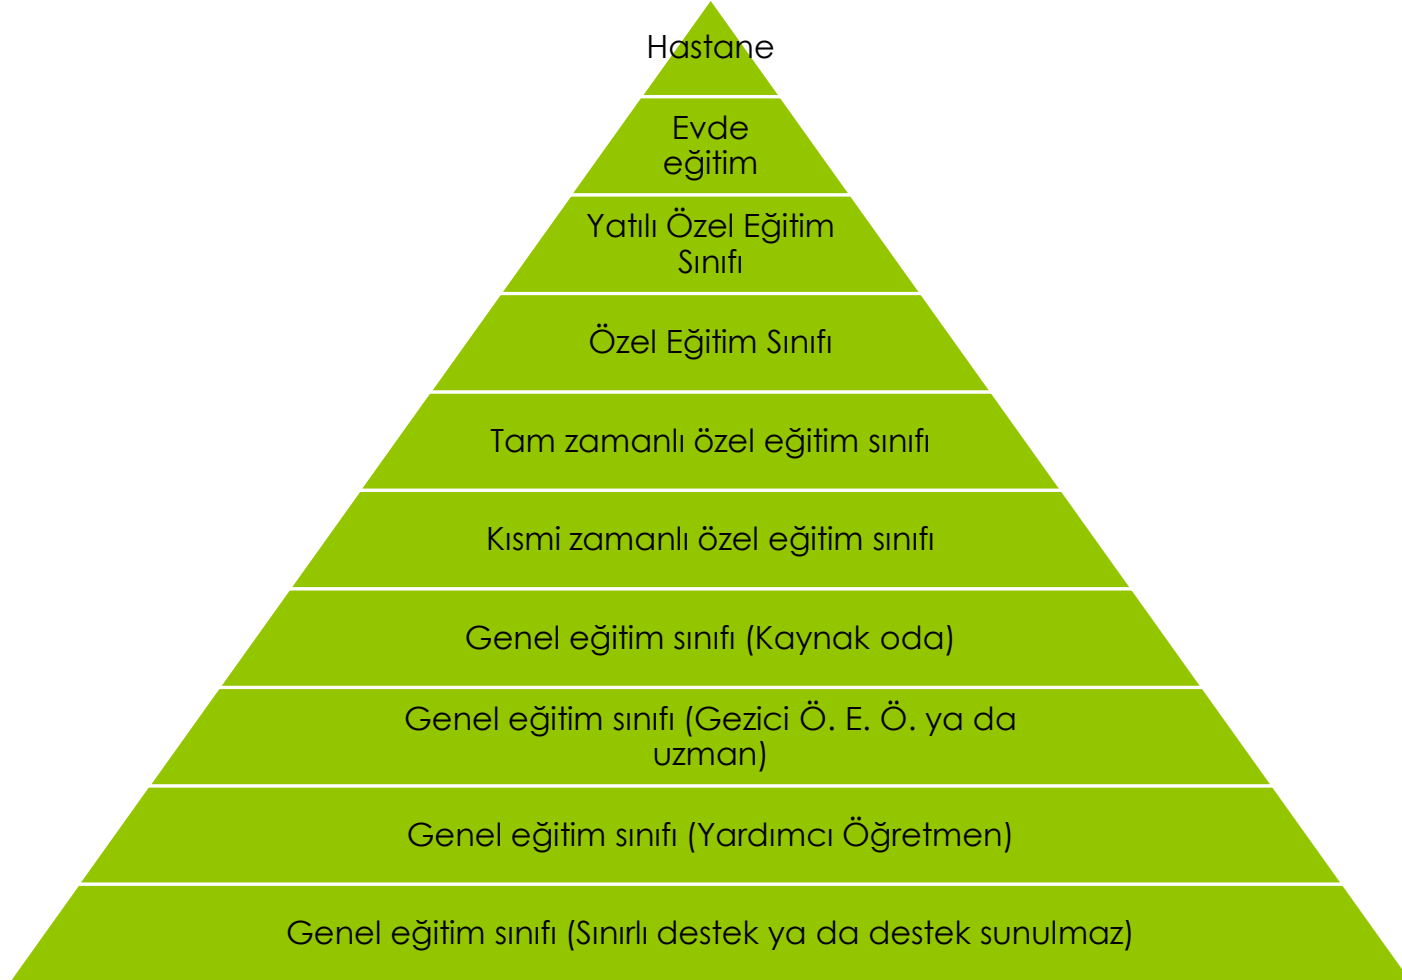 Hastane
Evde
eğitim
Yatılı Özel Eğitim
Sınıfı
Özel Eğitim Sınıfı
Tam zamanlı özel eğitim sınıfı
Kısmi zamanlı özel eğitim sınıfı
Genel eğitim sınıfı (Kaynak oda)
Genel eğitim sınıfı (Gezici Ö. E. Ö. ya da
uzman)
Genel eğitim sınıfı (Yardımcı Öğretmen)
Genel eğitim sınıfı (Sınırlı destek ya da destek sunulmaz)